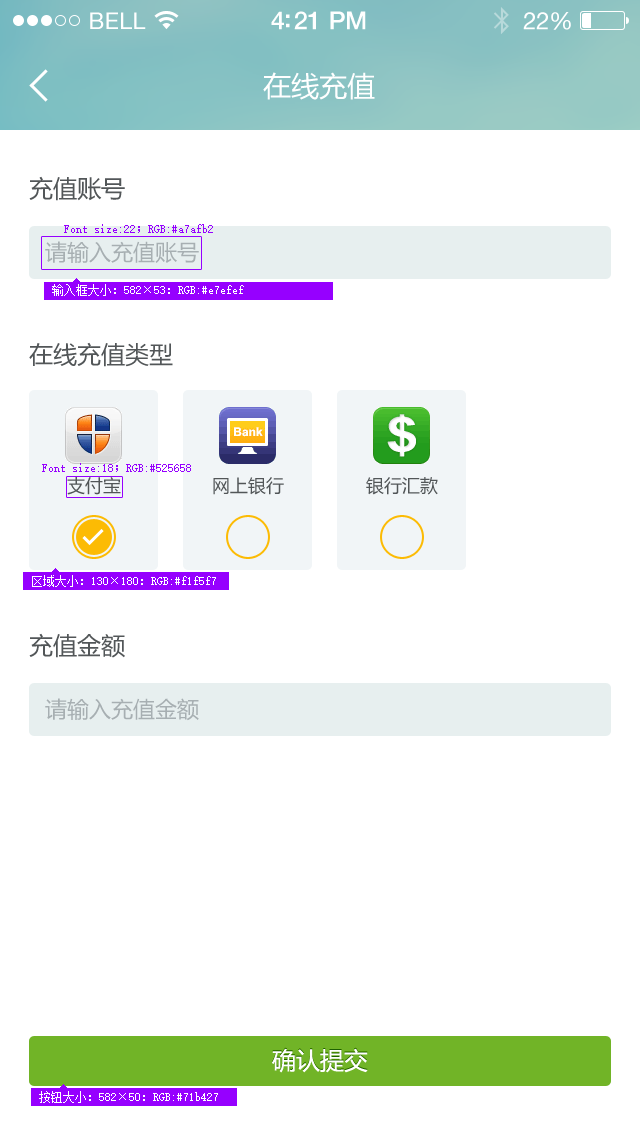 BELL 4:21 PM 22%
在线充值
充值账号
Font size:22; RGB:#a7afb2
请输入充值账号
输入框大小: 582×53: RGB:#e7efef
在线充值类型
Bank
$
Font size:18; RGB:#525658
支付宝 网上银行 银行汇款
区域大小: 130×180: RGB:#f1f5f7
充值金额
请输入充值金额
确认提交
按钮大小: 582×50: RGB:#71b427